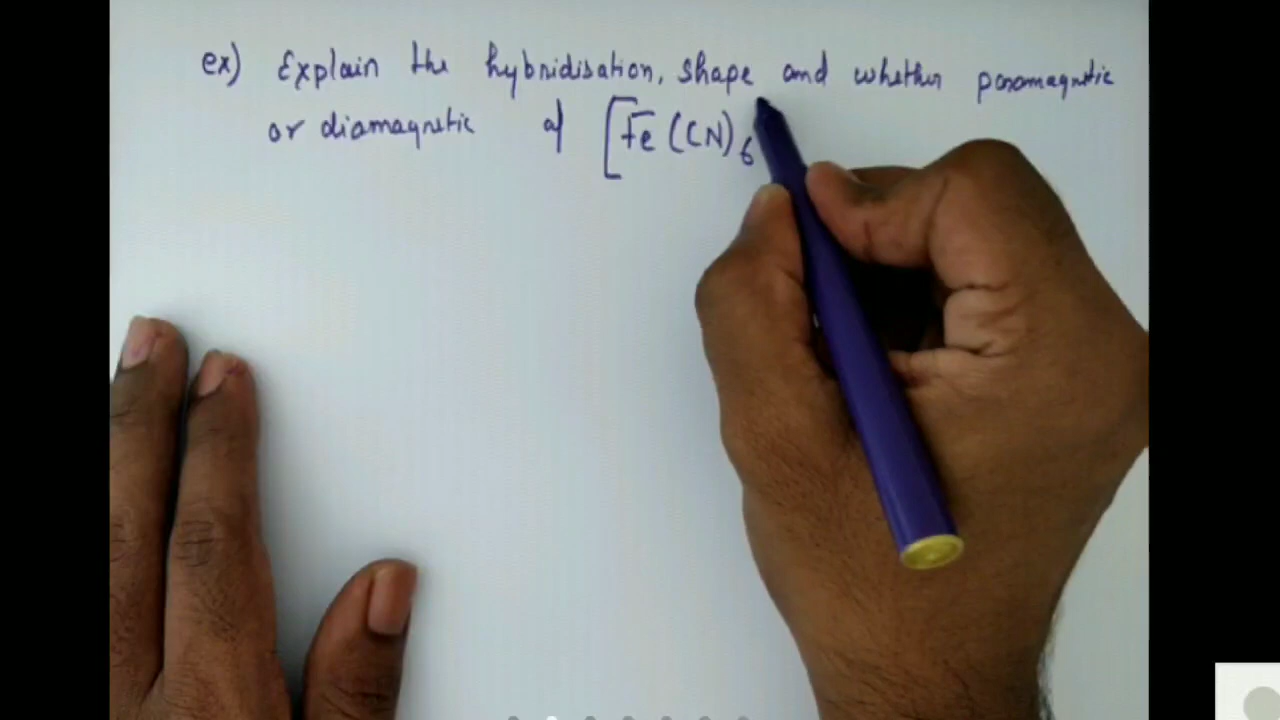 ex) Explain the hybridisation, shape and whether paramagnetic
or diamagnetic of [Fe(CN)6